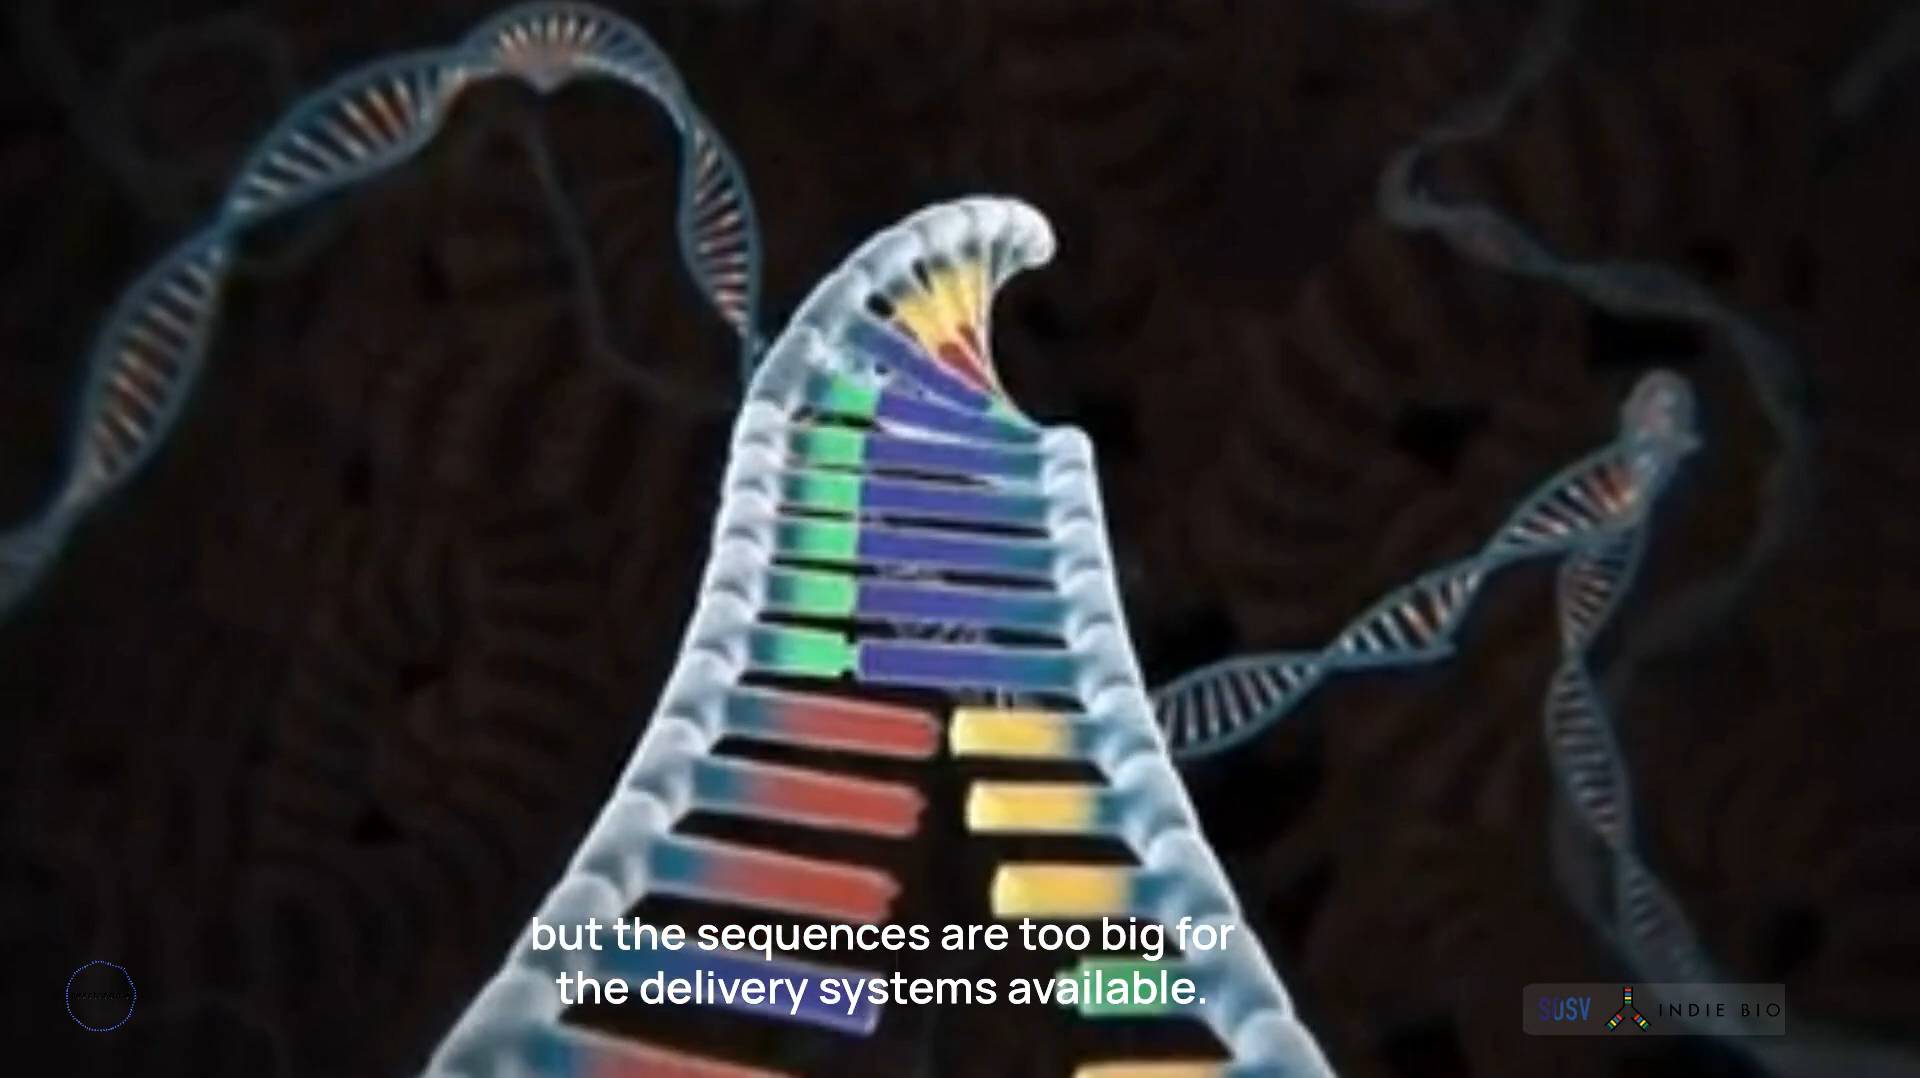 but the sequences are too big for
the delivery systems available.
SOSV INDIE BIO